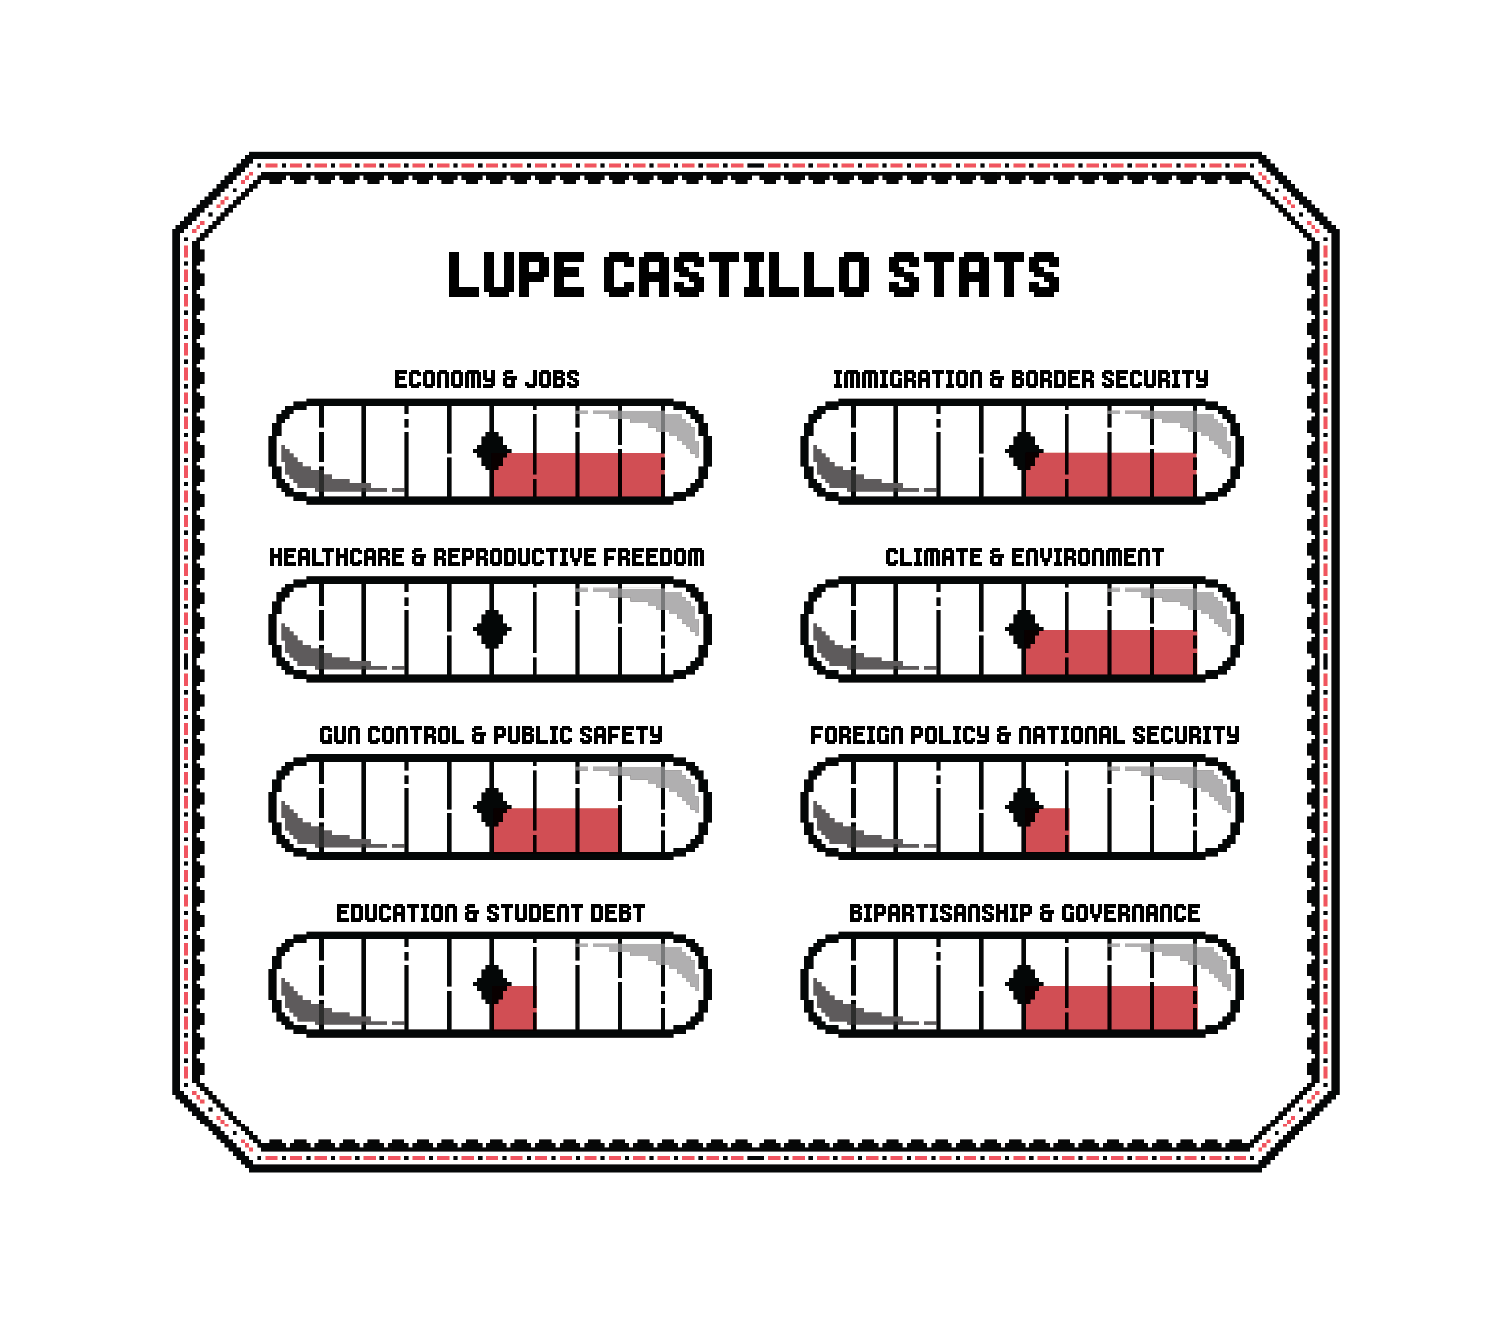 LUPE CASTILLO STATS
ECONOMY & JOBS
IMMIGRATION & BORDER SECURITY
HEALTHCARE & REPRODUCTIVE FREEDOM
CLIMATE & ENVIRONMENT
GUN CONTROL & PUBLIC SAFETY
FOREIGN POLICY & NATIONAL SECURITY
EDUCATION & STUDENT DEBT
BIPARTISANSHIP & GOVERNANCE